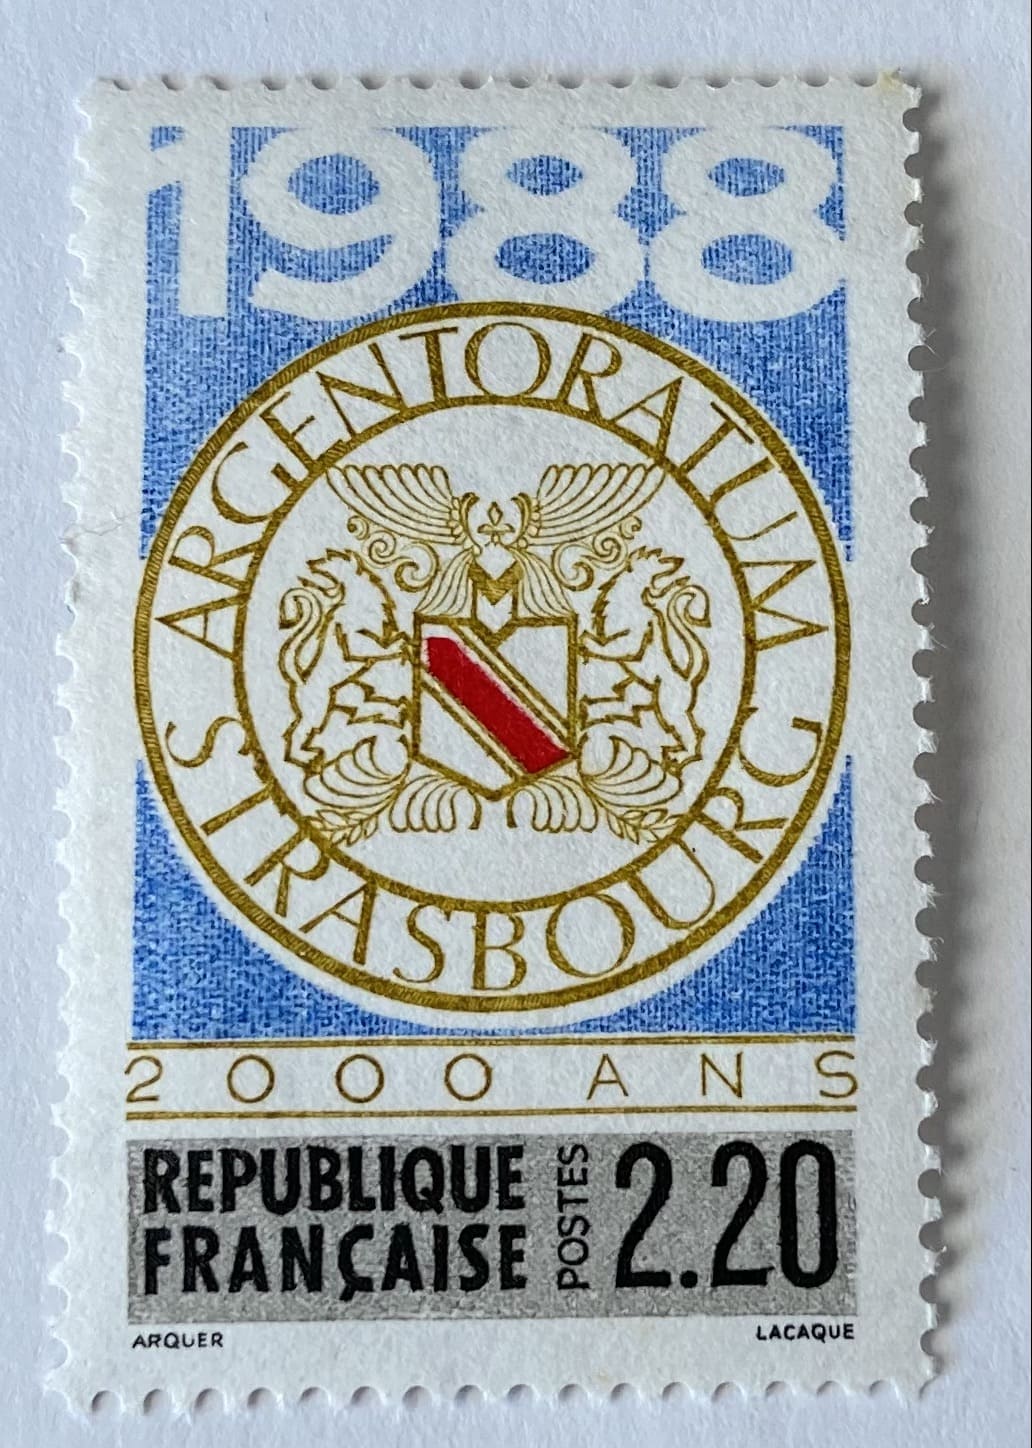 1988
ARGENTORATUM
STRASBOURG
2000 ANS
REPUBLIQUE
FRANÇAISE
POSTES
2.20
ARQUER
LACAQUE